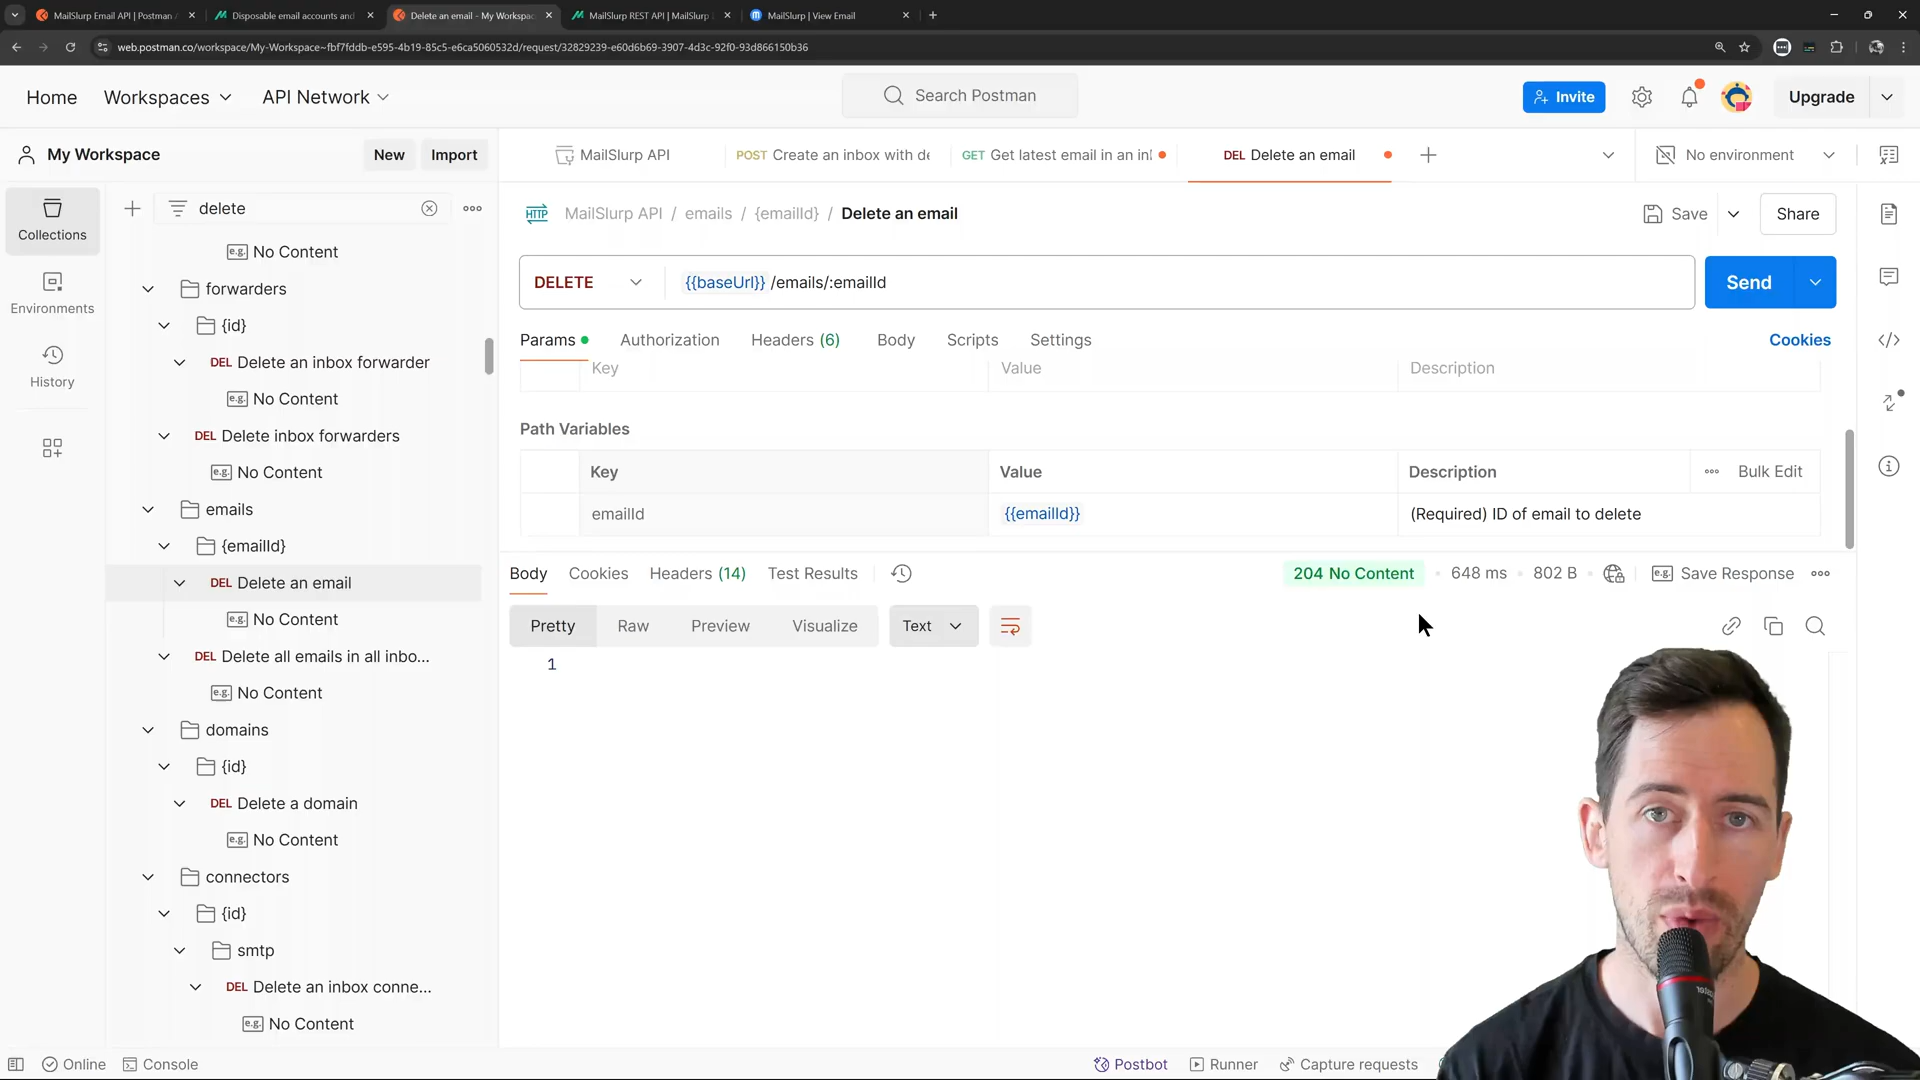 MailSlurp Email API | Postman A
Disposable email accounts and
Delete an email - My Workspac
MailSlurp REST API | MailSlurp
MailSlurp | View Email
web.postman.co/workspace/My-Workspace~fbf7fddb-e595-4b19-85c5-e6ca5060532d/request/32829239-e60d6b69-3907-4d3c-92f0-93d866150b36
Home
Workspaces
API Network
Search Postman
Invite
Upgrade
My Workspace
New
Import
MailSlurp API
POST Create an inbox with de
GET Get latest email in an inl
DEL Delete an email
No environment
Collections
Environments
History
delete
e.g. No Content
forwarders
{id}
DEL Delete an inbox forwarder
e.g. No Content
DEL Delete inbox forwarders
e.g. No Content
emails
{emailId}
DEL Delete an email
e.g. No Content
DEL Delete all emails in all inbo...
e.g. No Content
domains
{id}
DEL Delete a domain
e.g. No Content
connectors
{id}
smtp
DEL Delete an inbox conne...
e.g. No Content
HTTP MailSlurp API / emails / {emailId} / Delete an email
Save
Share
DELETE
{{baseUrl}} /emails/:emailId
Send
Params
Authorization
Headers (6)
Body
Scripts
Settings
Cookies
Key
Value
Description
Path Variables
Key
Value
Description
Bulk Edit
emailId
{{emailId}}
(Required) ID of email to delete
Body
Cookies
Headers (14)
Test Results
204 No Content
648 ms
802 B
e.g. Save Response
Pretty
Raw
Preview
Visualize
Text
1
Online
Console
Postbot
Runner
Capture requests